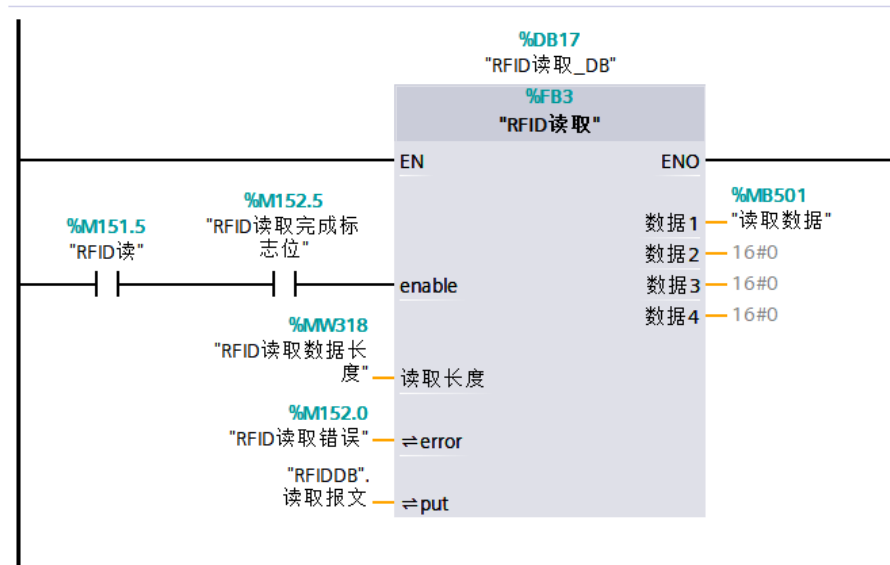 %DB17
"RFID读取_DB"
%FB3
"RFID读取"
EN
ENO
%M151.5
"RFID读"
%M152.5
"RFID读取完成标
志位"
enable
%MB501
数据1
"读取数据"
数据2
16#0
数据3
16#0
数据4
16#0
%MW318
"RFID读取数据长
度"
读取长度
%M152.0
"RFID读取错误"
⇌error
"RFIDDB".
读取报文
⇌put